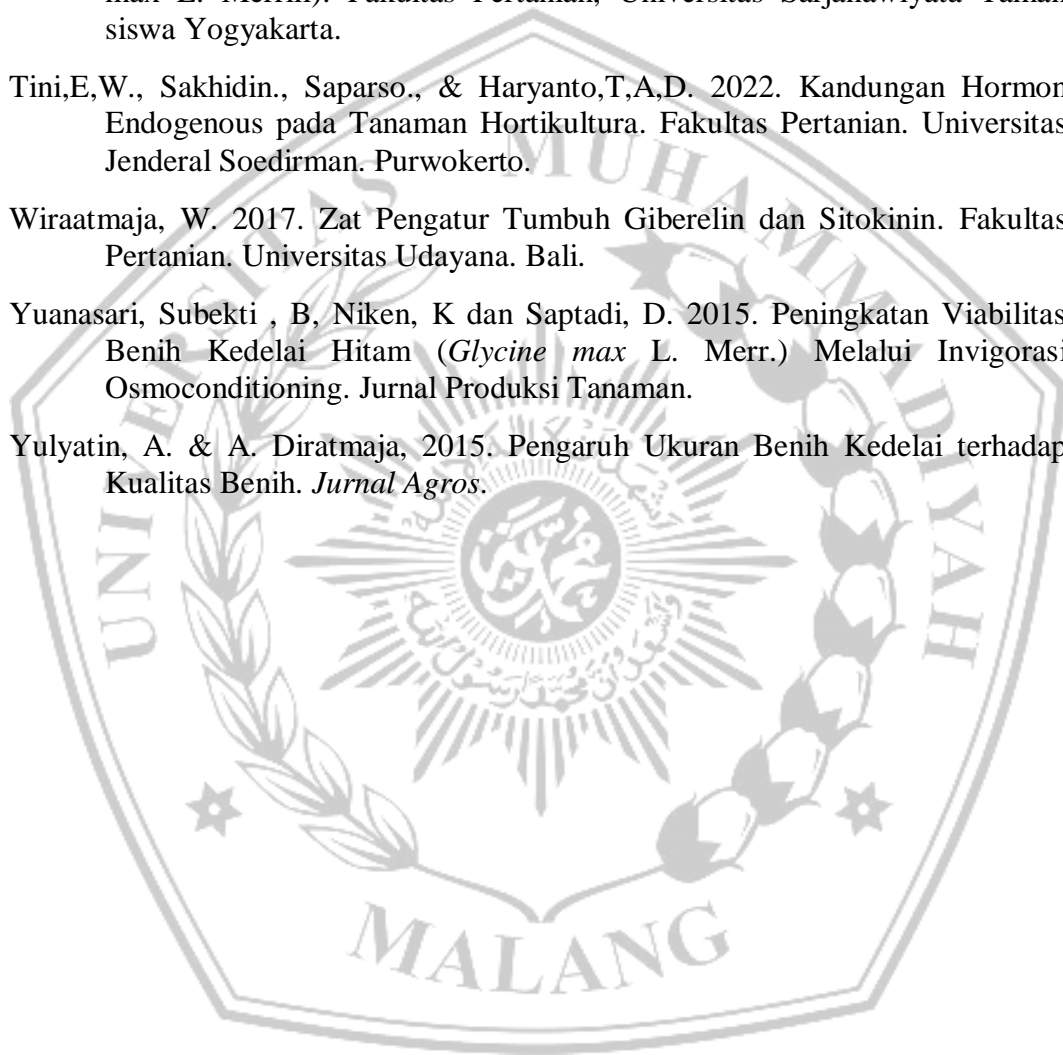 siswa Yogyakarta.
Tini,E,W., Sakhidin., Saparso., & Haryanto,T,A,D. 2022. Kandungan Hormon
Endogenous pada Tanaman Hortikultura. Fakultas Pertanian. Universitas
Jenderal Soedirman. Purwokerto.
Wiraatmaja, W. 2017. Zat Pengatur Tumbuh Giberelin dan Sitokinin. Fakultas
Pertanian. Universitas Udayana. Bali.
Yuanasari, Subekti , B, Niken, K dan Saptadi, D. 2015. Peningkatan Viabilitas
Benih Kedelai Hitam (Glycine max L. Merr.) Melalui Invigorasi
Osmoconditioning. Jurnal Produksi Tanaman.
Yulyatin, A. & A. Diratmaja, 2015. Pengaruh Ukuran Benih Kedelai terhadap
Kualitas Benih. Jurnal Agros.
UNIVERSITAS MUHAMMADIYAH
MALANG